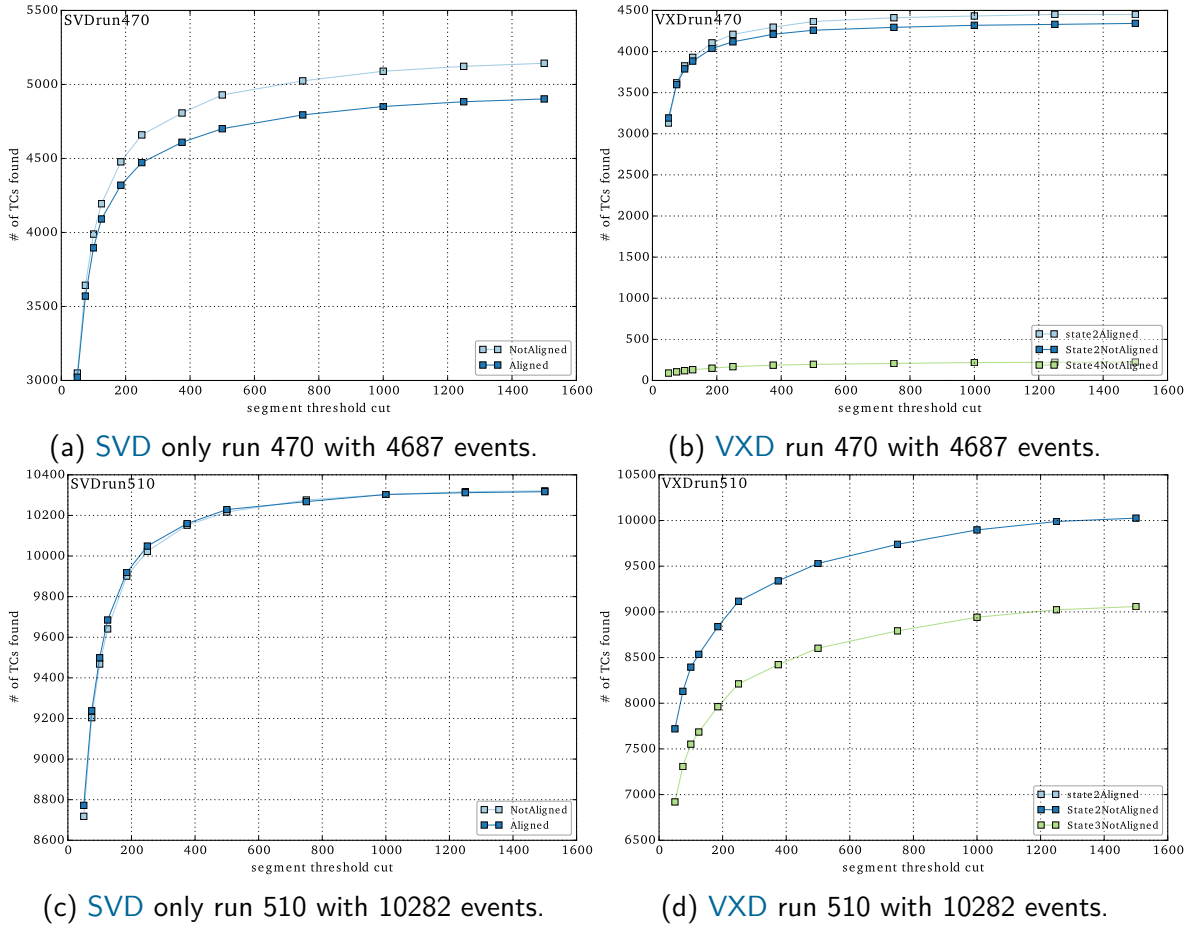 SVDrun470
5500
5000
4500
4000
3500
3000
# of TCs found
NotAligned
Aligned
0 200 400 600 800 1000 1200 1400 1600
segment threshold cut
(a) SVD only run 470 with 4687 events.
VXDrun470
4500
4000
3500
3000
2500
2000
1500
1000
500
0
# of TCs found
state2Aligned
State2NotAligned
State4NotAligned
0 200 400 600 800 1000 1200 1400 1600
segment threshold cut
(b) VXD run 470 with 4687 events.
SVDrun510
10400
10200
10000
9800
9600
9400
9200
9000
8800
8600
# of TCs found
NotAligned
Aligned
0 200 400 600 800 1000 1200 1400 1600
segment threshold cut
(c) SVD only run 510 with 10282 events.
VXDrun510
10500
10000
9500
9000
8500
8000
7500
7000
6500
# of TCs found
state2Aligned
State2NotAligned
State3NotAligned
0 200 400 600 800 1000 1200 1400 1600
segment threshold cut
(d) VXD run 510 with 10282 events.